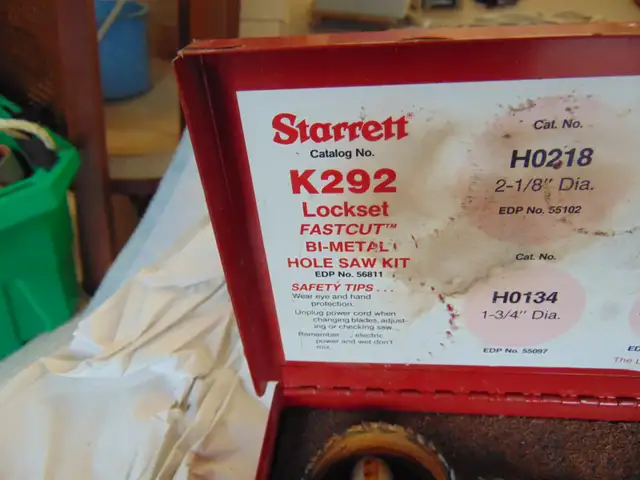 Starrett
Catalog No.
K292
Lockset
FASTCUT™
BI-METAL
HOLE SAW KIT
EDP No. 56811
SAFETY TIPS . . .
Wear eye and hand
protection.
Unplug power cord when
changing blades, adjust-
ing or checking saw.
Remember electric
power and wet don't
mix.
Cat. No.
H0218
2-1/8" Dia.
EDP No. 55102
Cat. No.
H0134
1-3/4" Dia.
EDP No. 55097